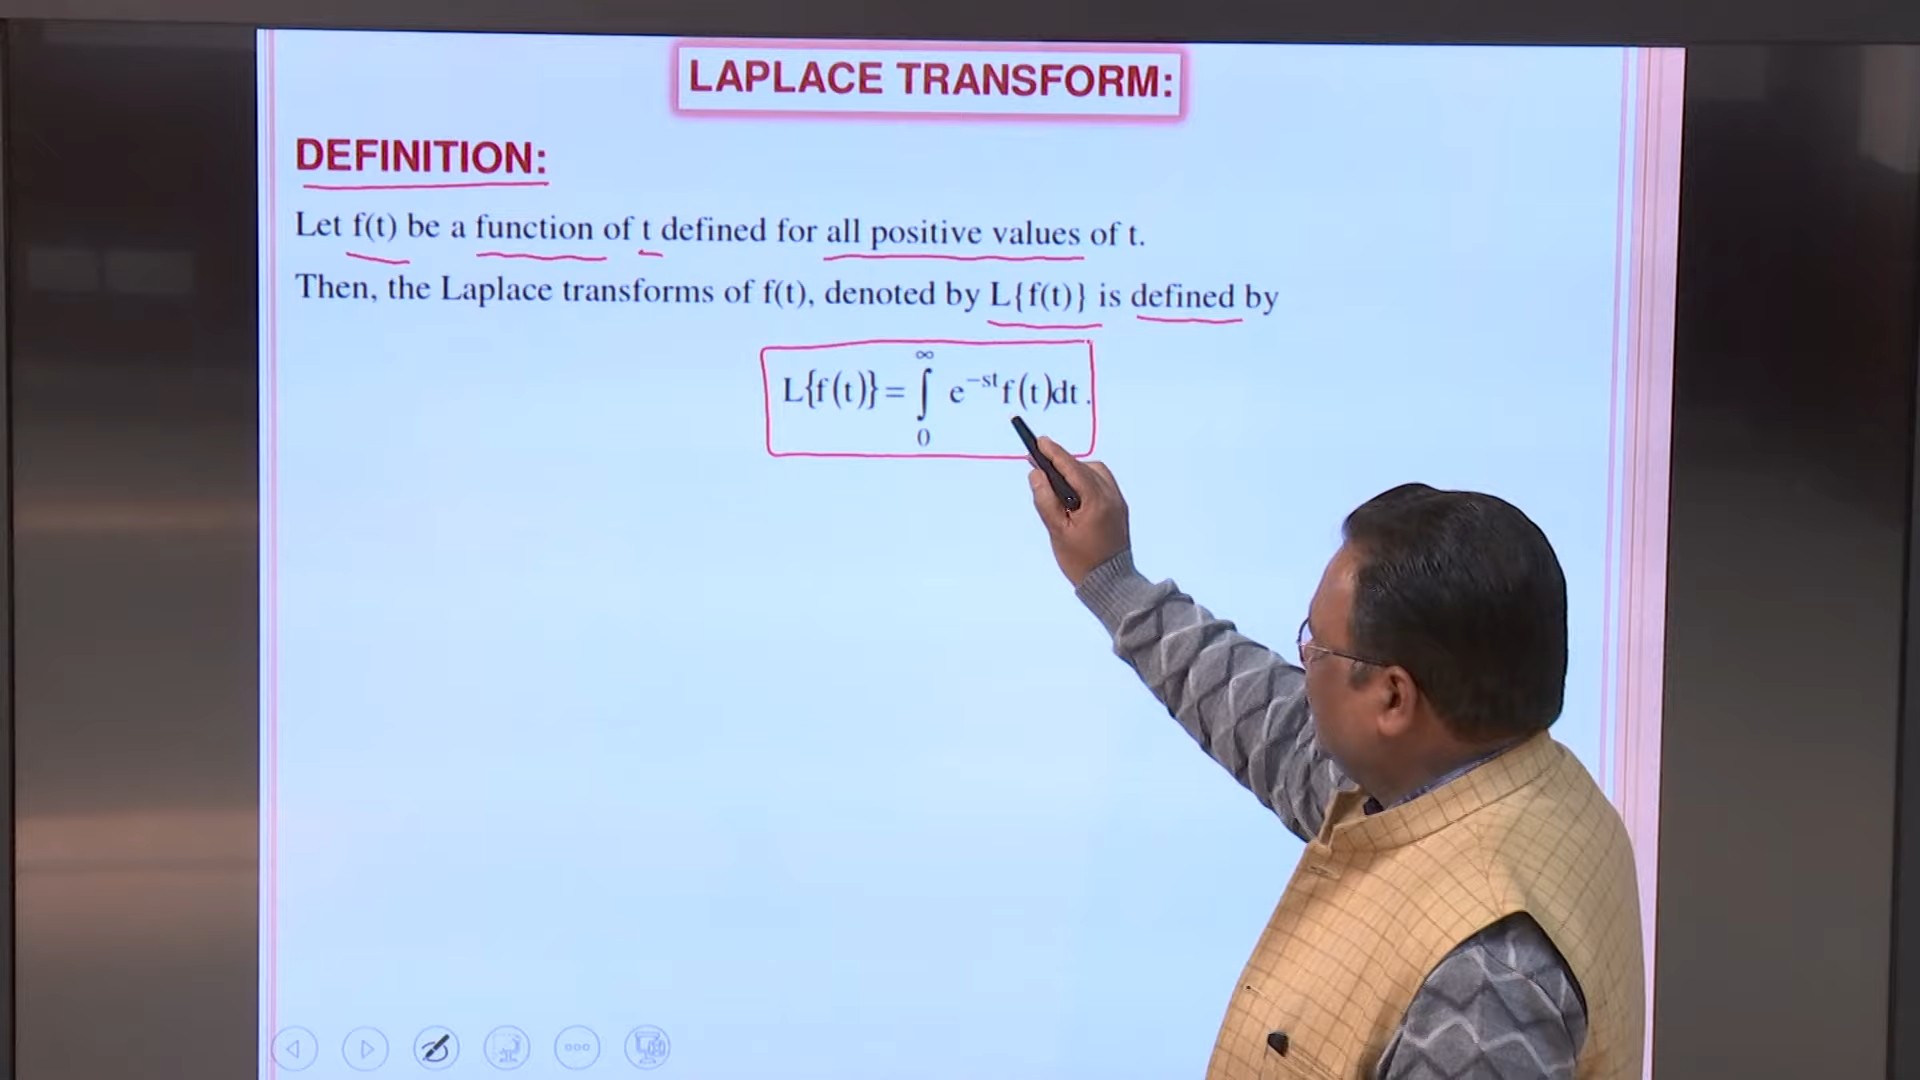 LAPLACE TRANSFORM:
DEFINITION:
Let f(t) be a function of t defined for all positive values of t.
Then, the Laplace transforms of f(t), denoted by L{f(t)} is defined by
L{f(t)} = ∫₀^∞ e^{-st} f(t)dt.